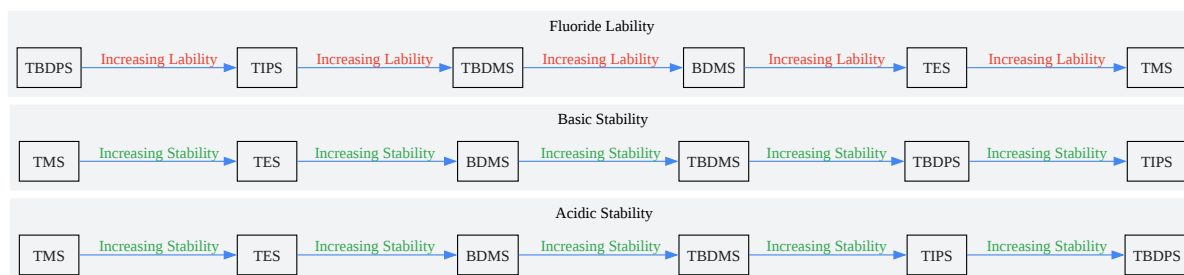 Fluoride Lability
TBDPS Increasing Lability TIPS Increasing Lability TBDMS Increasing Lability BDMS Increasing Lability TES Increasing Lability TMS
Basic Stability
TMS Increasing Stability TES Increasing Stability BDMS Increasing Stability TBDMS Increasing Stability TBDPS Increasing Stability TIPS
Acidic Stability
TMS Increasing Stability TES Increasing Stability BDMS Increasing Stability TBDMS Increasing Stability TIPS Increasing Stability TBDPS